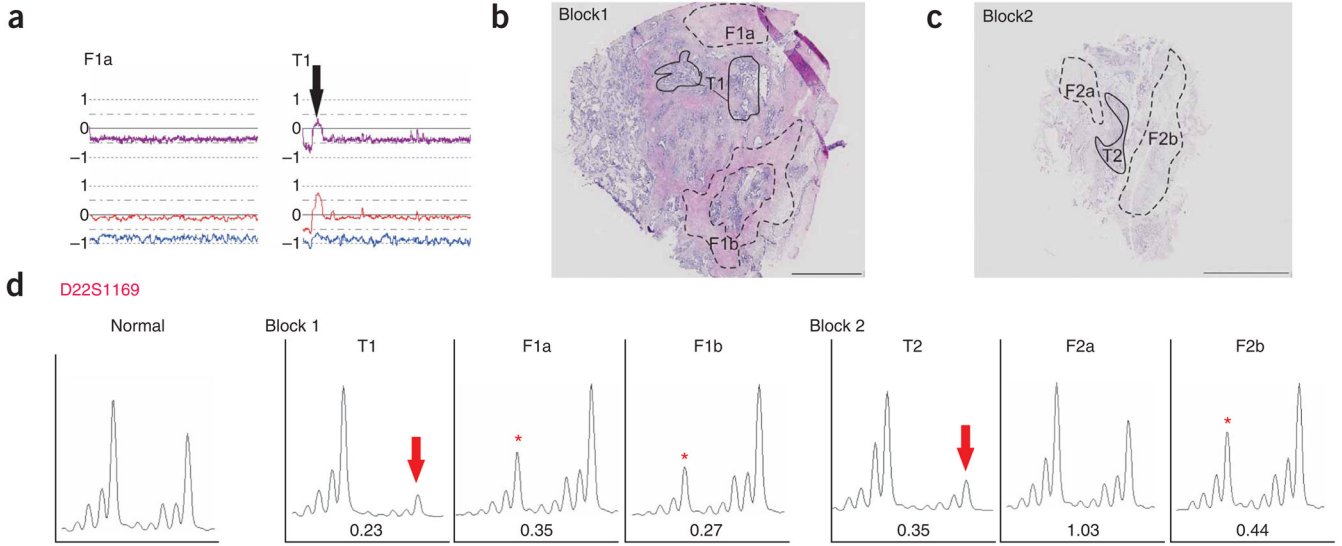 a
F1a
T1
1
0
−1
1
0
−1
1
0
−1
1
0
−1
b
Block1
F1a
T1
F1b
c
Block2
F2a
T2
F2b
d
D22S1169
Normal
Block 1
T1
F1a
F1b
Block 2
T2
F2a
F2b
*
*
*
0.23
0.35
0.27
0.35
1.03
0.44